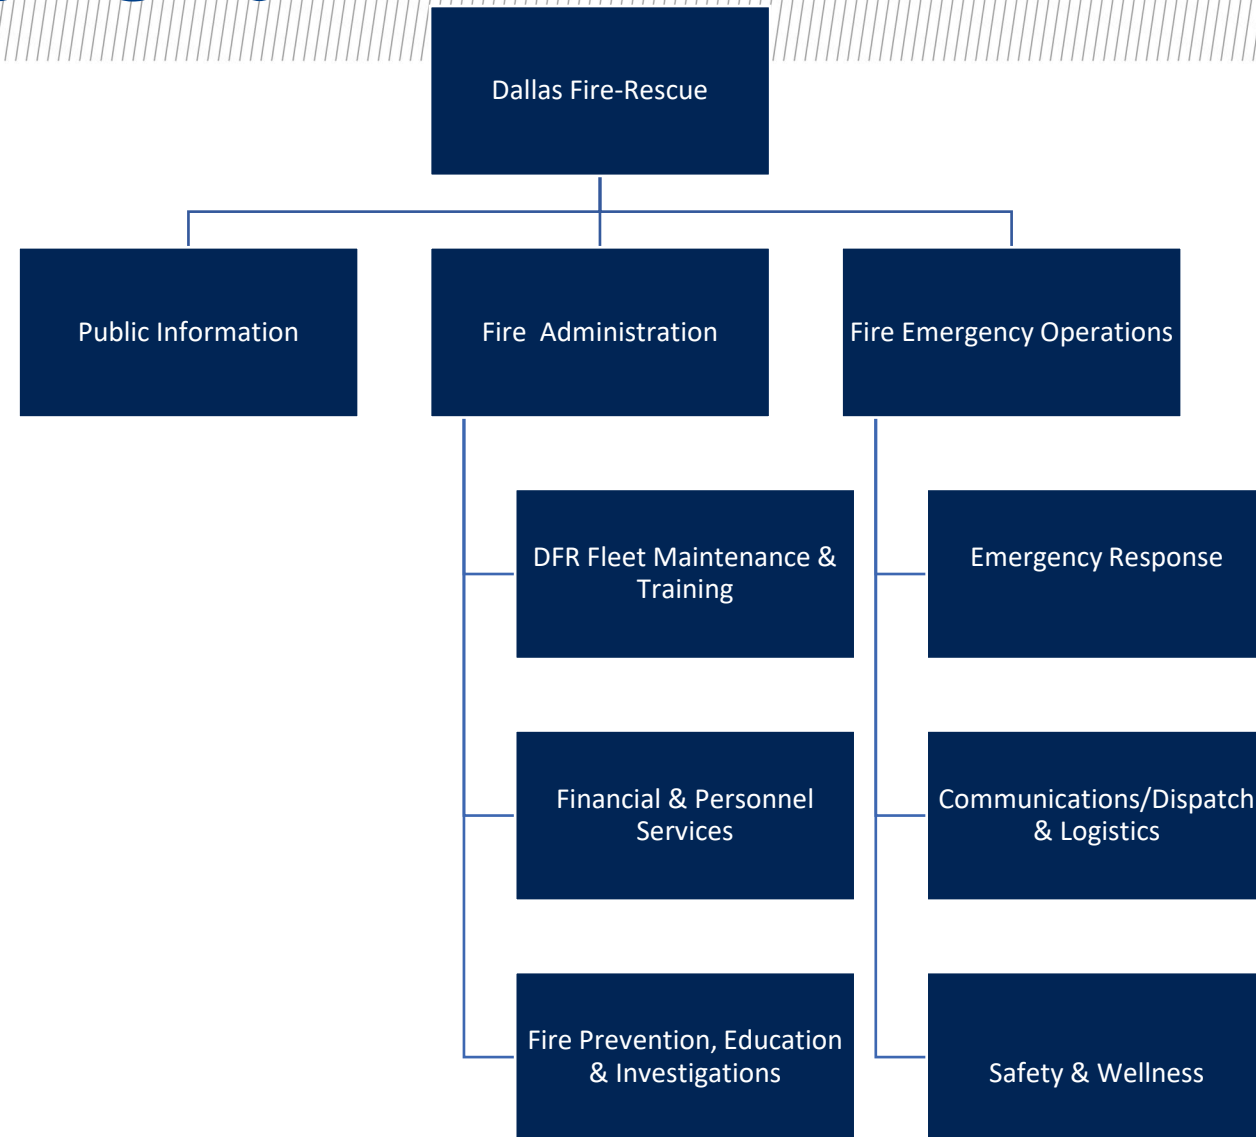 Dallas Fire-Rescue
Public Information
Fire Administration
Fire Emergency Operations
DFR Fleet Maintenance &
Training
Emergency Response
Financial & Personnel
Services
Communications/Dispatch
& Logistics
Fire Prevention, Education
& Investigations
Safety & Wellness